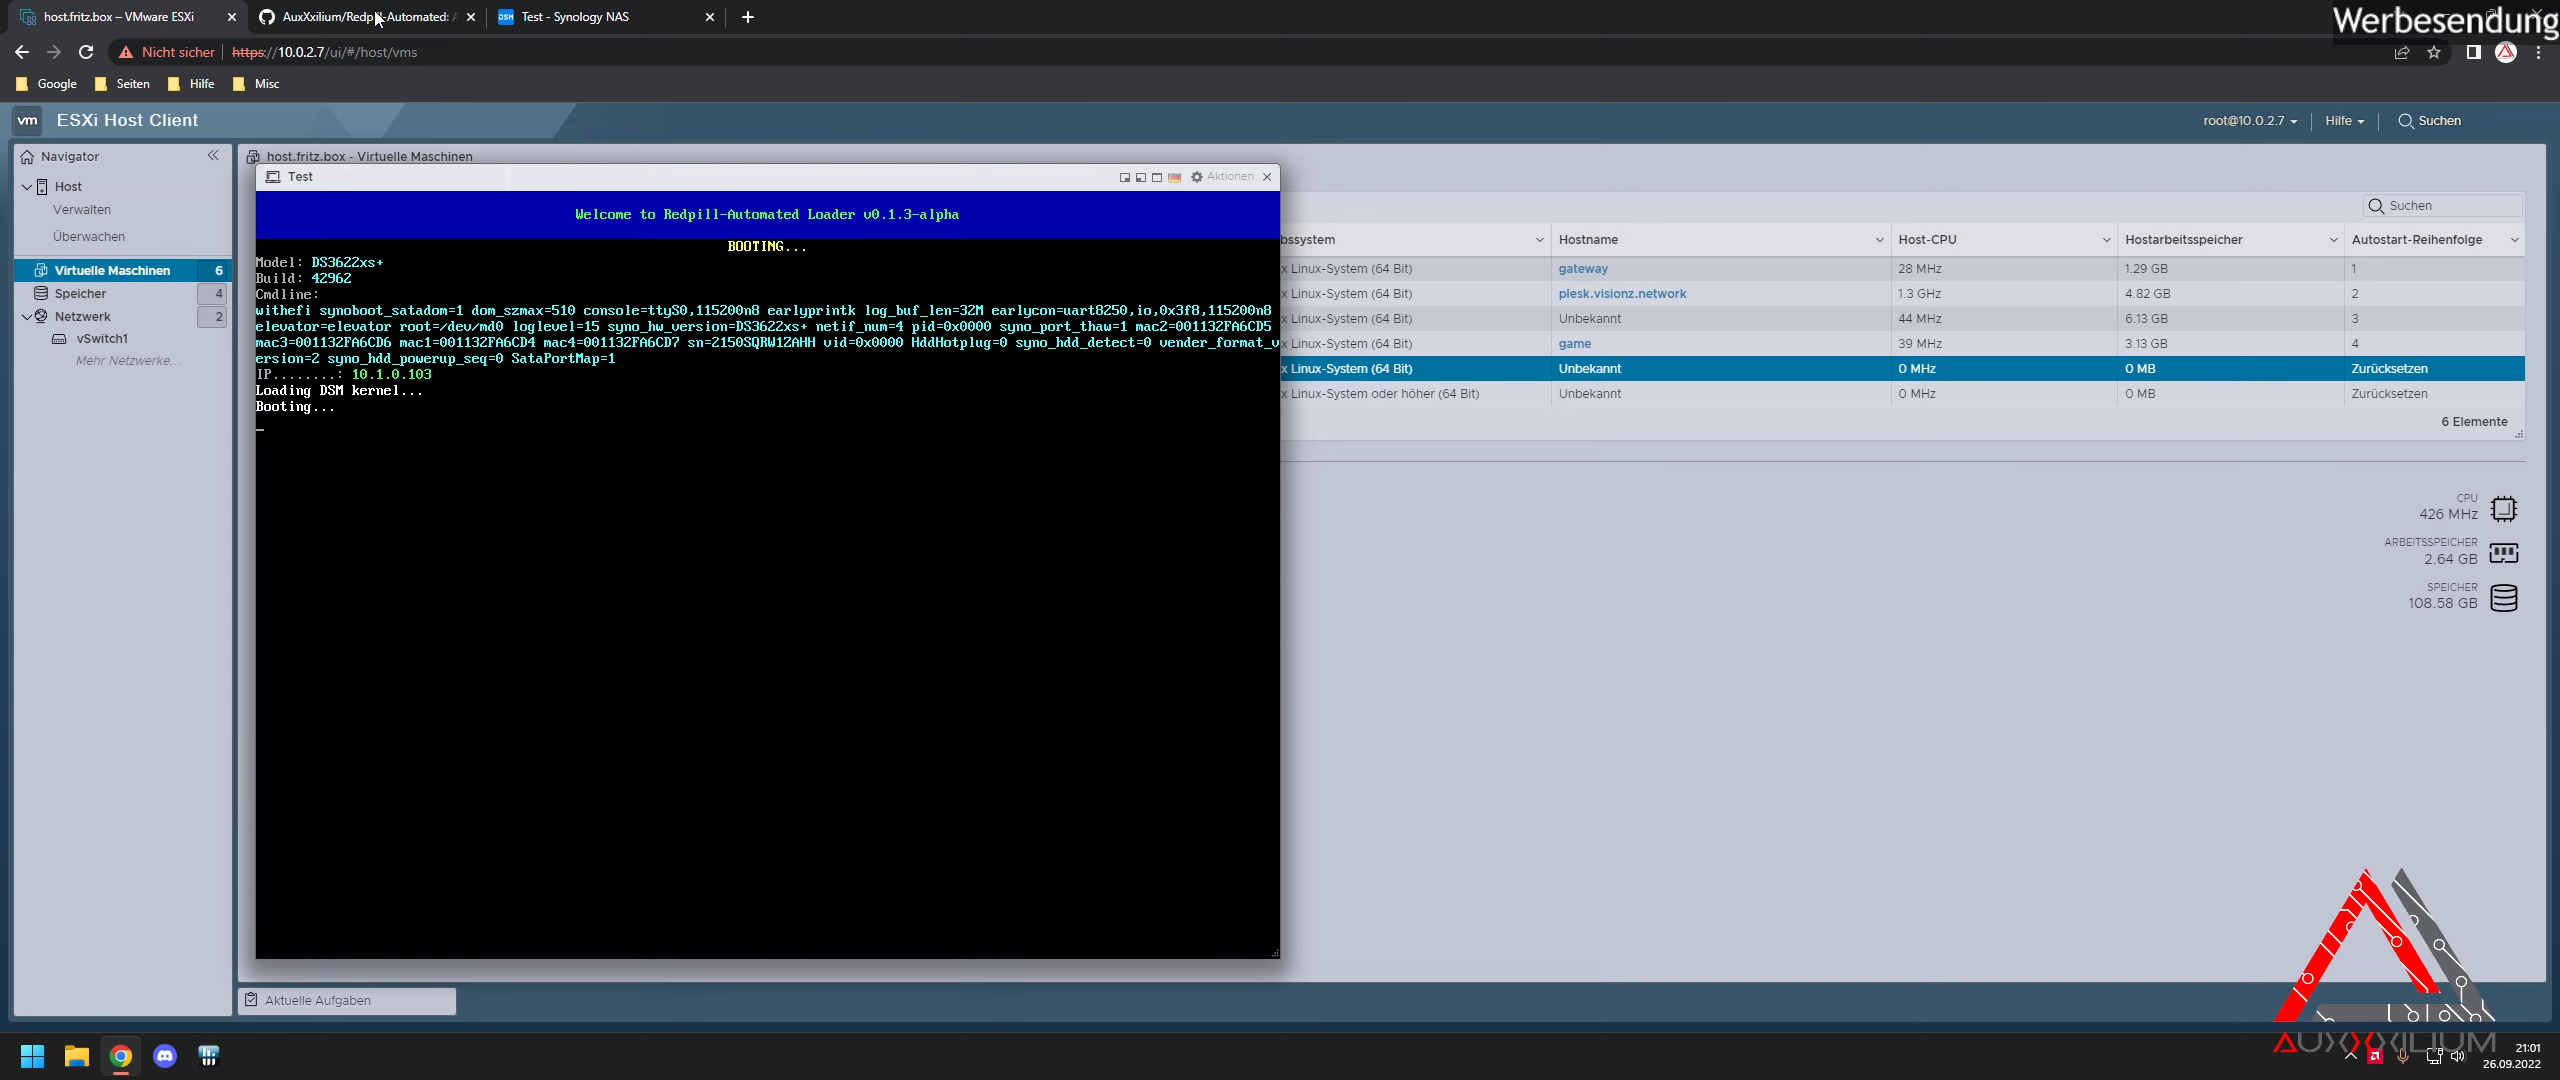 host.fritz.box – VMware ESXi
AuxXxilium/Redpill-Automated: A
DSM
Test - Synology NAS
Werbesendung
Nicht sicher
https://10.0.2.7/ui/#/host/vms
Google
Seiten
Hilfe
Misc
vm
ESXi Host Client
root@10.0.2.7
Hilfe
Suchen
Navigator
host.fritz.box - Virtuelle Maschinen
Host
Verwalten
Überwachen
Virtuelle Maschinen 6
Speicher 4
Netzwerk 2
vSwitch1
Mehr Netzwerke...
Test
Aktionen
Welcome to Redpill-Automated Loader v0.1.3-alpha
BOOTING...
Model: DS3622xs+
Build: 42962
Cmdline:
withefi synoboot_satadom=1 dom_szmax=510 console=ttyS0,115200n8 earlyprintk log_buf_len=32M earlycon=uart8250,io,0x3f8,115200n8
elevator=elevator root=/dev/md0 loglevel=15 syno_hw_version=DS3622xs+ netif_num=4 pid=0x0000 syno_port_thaw=1 mac2=001132FA6CD5
mac3=001132FA6CD6 mac1=001132FA6CD4 mac4=001132FA6CD7 sn=2150SQRW1ZAHH vid=0x0000 HddHotplug=0 syno_hdd_detect=0 vender_format_v
ersion=2 syno_hdd_powerup_seq=0 SataPortMap=1
IP........: 10.1.0.103
Loading DSM kernel...
Booting...
_
Suchen
bssystem Hostname Host-CPU Hostarbeitsspeicher Autostart-Reihenfolge
x Linux-System (64 Bit) gateway 28 MHz 1.29 GB 1
x Linux-System (64 Bit) plesk.visionz.network 1.3 GHz 4.82 GB 2
x Linux-System (64 Bit) Unbekannt 44 MHz 6.13 GB 3
x Linux-System (64 Bit) game 39 MHz 3.13 GB 4
x Linux-System (64 Bit) Unbekannt 0 MHz 0 MB Zurücksetzen
x Linux-System oder höher (64 Bit) Unbekannt 0 MHz 0 MB Zurücksetzen
6 Elemente
CPU
426 MHz
ARBEITSSPEICHER
2.64 GB
SPEICHER
108.58 GB
Aktuelle Aufgaben
AUXXXILIUM
21:01
26.09.2022